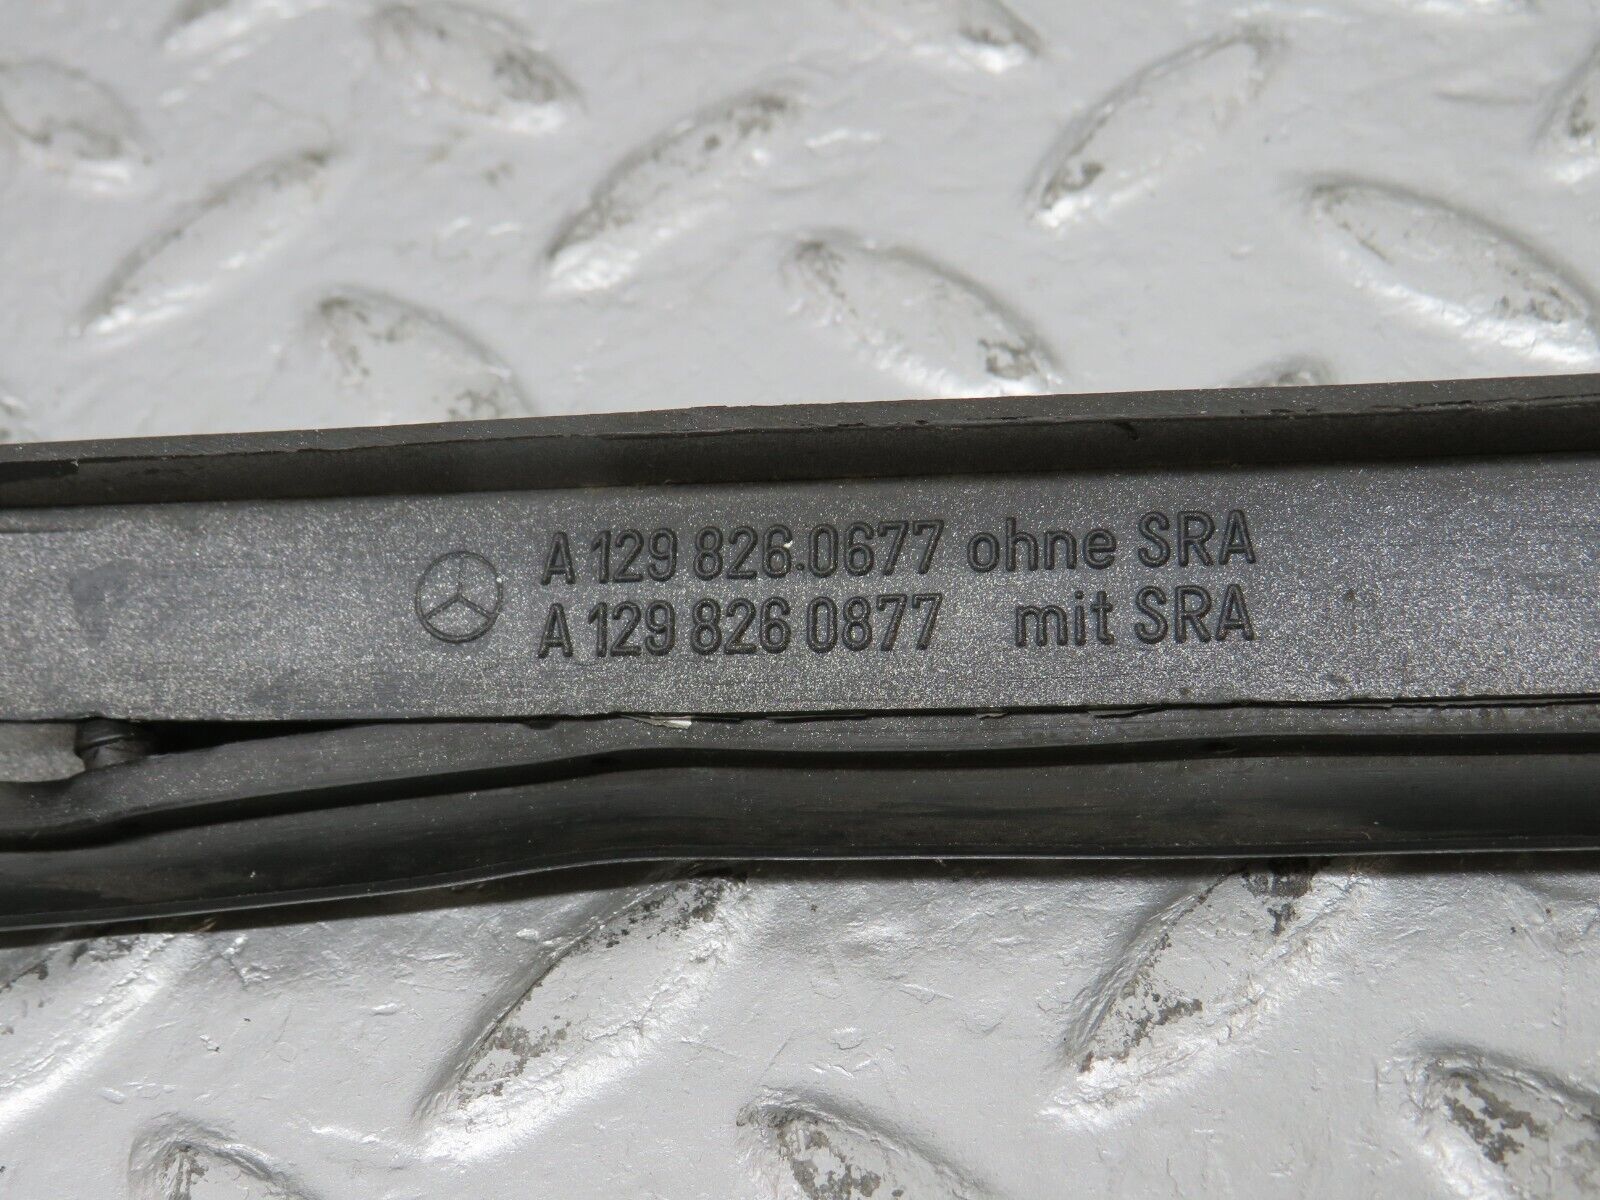 A 129 826 0677 ohne SRA
A 129 826 0877 mit SRA